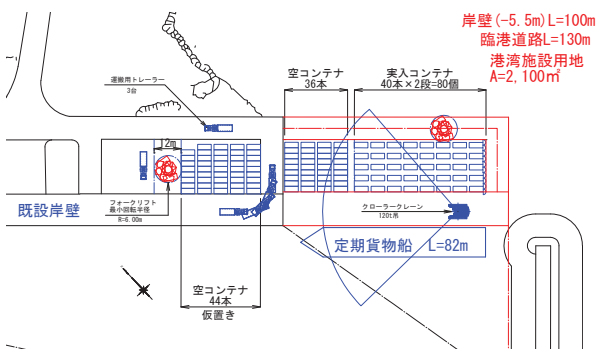 岸壁(-5.5m)L=100m
臨港道路L=130m
港湾施設用地
A=2,100㎡
空コンテナ
36本
実入コンテナ
40本×2段=80個
運搬用トレーラー
3台
12m
既設岸壁
フォークリフト
最小回転半径
R=6.00m
クローラークレーン
120t吊
定期貨物船 L=82m
空コンテナ
44本
仮置き